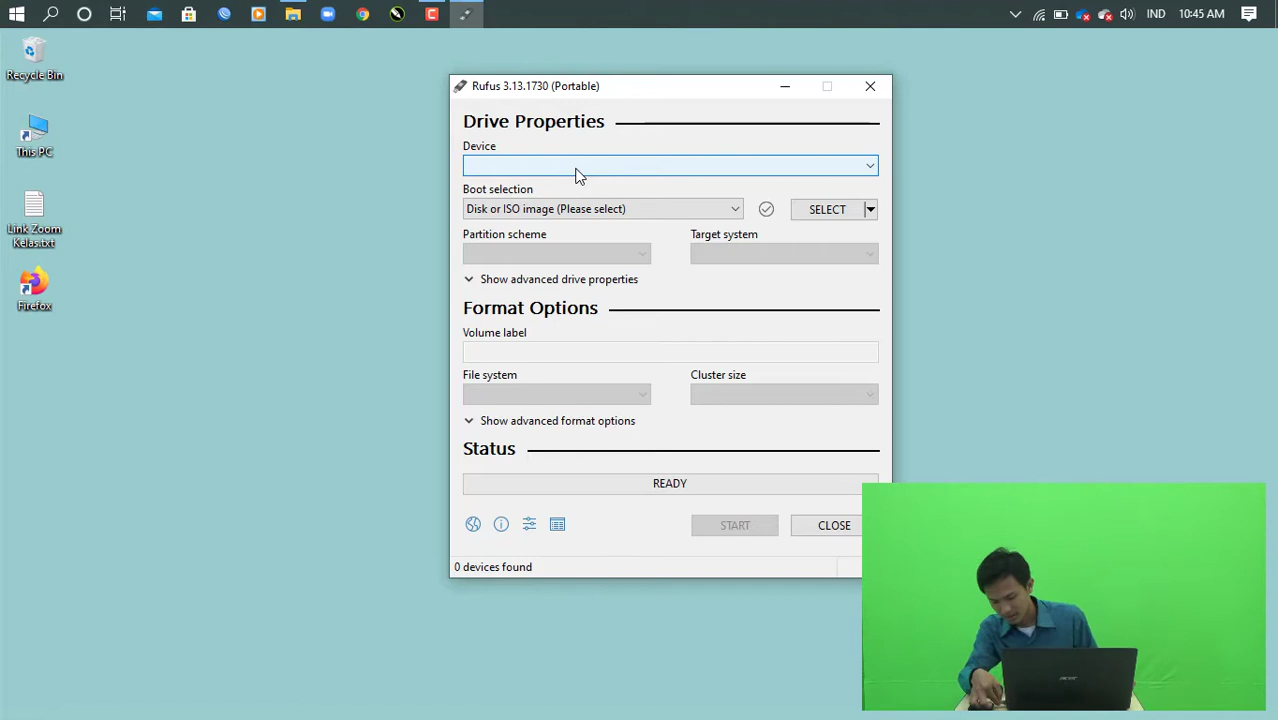 IND
10:45 AM
Recycle Bin
This PC
Link Zoom
Kelas.txt
Firefox
Rufus 3.13.1730 (Portable)
Drive Properties
Device
Boot selection
Disk or ISO image (Please select)
SELECT
Partition scheme
Target system
Show advanced drive properties
Format Options
Volume label
File system
Cluster size
Show advanced format options
Status
READY
START
CLOSE
0 devices found
acer